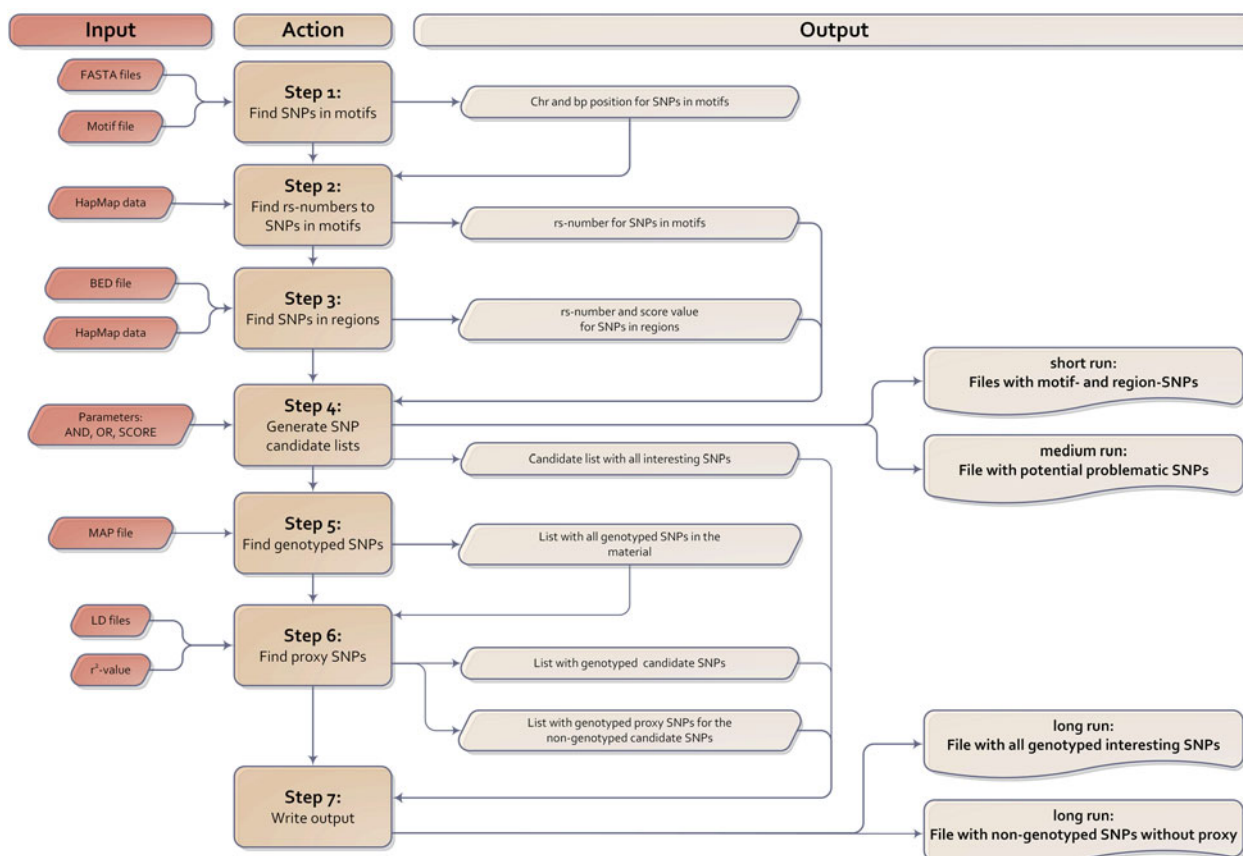 Input
Action
Output
FASTA files
Motif file
Step 1:
Find SNPs in motifs
Chr and bp position for SNPs in motifs
HapMap data
Step 2:
Find rs-numbers to
SNPs in motifs
rs-number for SNPs in motifs
BED file
HapMap data
Step 3:
Find SNPs in regions
rs-number and score value
for SNPs in regions
short run:
Files with motif- and region-SNPs
Parameters:
AND, OR, SCORE
Step 4:
Generate SNP
candidate lists
Candidate list with all interesting SNPs
medium run:
File with potential problematic SNPs
MAP file
Step 5:
Find genotyped SNPs
List with all genotyped SNPs in the
material
LD files
r²-value
Step 6:
Find proxy SNPs
List with genotyped candidate SNPs
List with genotyped proxy SNPs for the
non-genotyped candidate SNPs
long run:
File with all genotyped interesting SNPs
Step 7:
Write output
long run:
File with non-genotyped SNPs without proxy